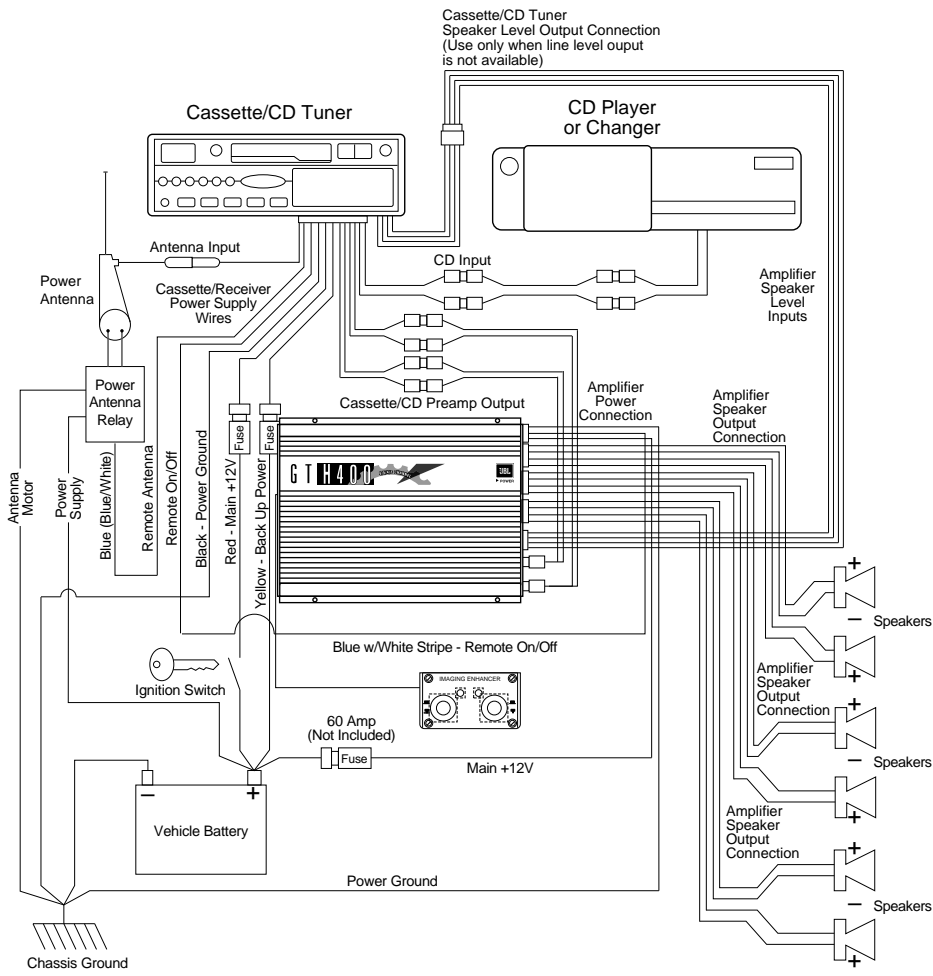 Cassette/CD Tuner
Speaker Level Output Connection
(Use only when line level ouput
is not available)
Cassette/CD Tuner
CD Player
or Changer
Antenna Input
CD Input
Power
Antenna
Cassette/Receiver
Power Supply
Wires
Amplifier
Speaker
Level
Inputs
Power
Antenna
Relay
Cassette/CD Preamp Output
Amplifier
Power
Connection
Amplifier
Speaker
Output
Connection
Antenna
Motor
Power
Supply
Blue (Blue/White)
Remote Antenna
Remote On/Off
Black - Power Ground
Red - Main +12V
Fuse
Yellow - Back Up Power
Fuse
GT H400
JBL
POWER
+
– Speakers
+
Blue w/White Stripe - Remote On/Off
Ignition Switch
IMAGING ENHANCER
Amplifier
Speaker
Output
Connection
+
– Speakers
+
60 Amp
(Not Included)
Fuse
Main +12V
– +
Vehicle Battery
Amplifier
Speaker
Output
Connection
+
– Speakers
+
Power Ground
Chassis Ground